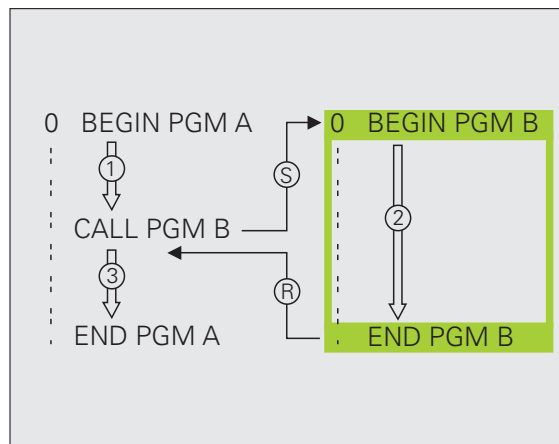 0 BEGIN PGM A
1
S
CALL PGM B
3
R
END PGM A
0 BEGIN PGM B
2
END PGM B